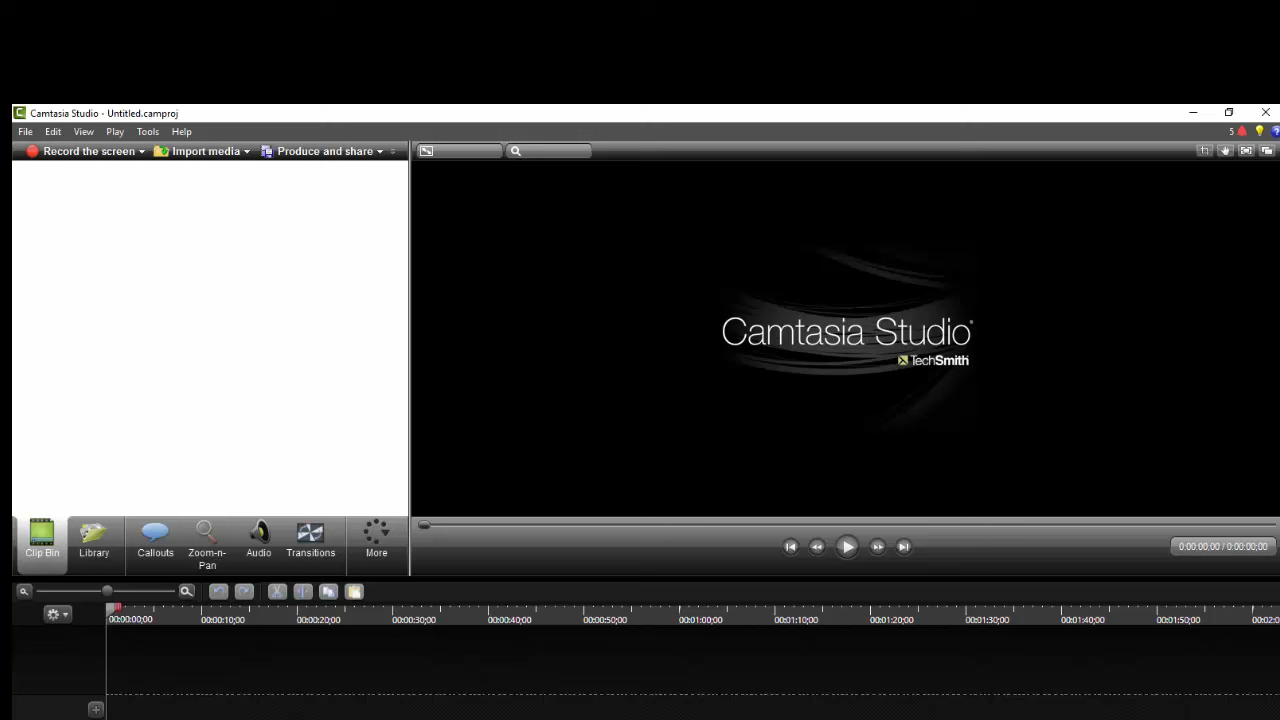 Camtasia Studio - Untitled.camproj
File Edit View Play Tools Help
5
Record the screen Import media Produce and share
Camtasia Studio
TechSmith
Clip Bin Library Callouts Zoom-n-Pan Audio Transitions More
0:00:00;00 / 0:00:00;00
00:00:00;00 00:00:10;00 00:00:20;00 00:00:30;00 00:00:40;00 00:00:50;00 00:01:00;00 00:01:10;00 00:01:20;00 00:01:30;00 00:01:40;00 00:01:50;00 00:02:0